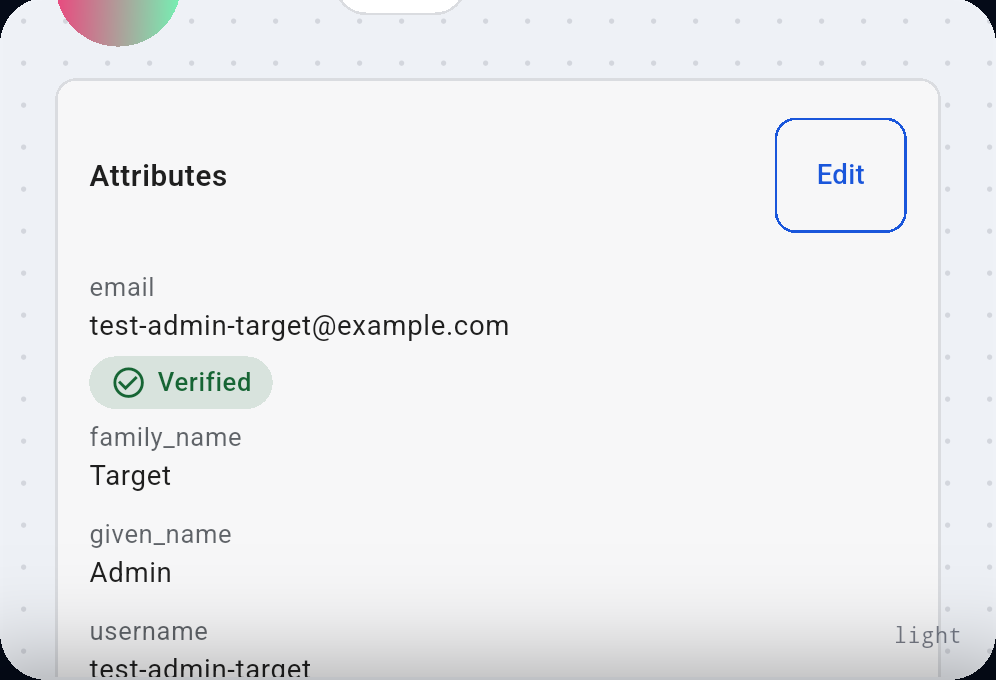 Attributes
Edit
email
test-admin-target@example.com
Verified
family_name
Target
given_name
Admin
username
test-admin-target
light